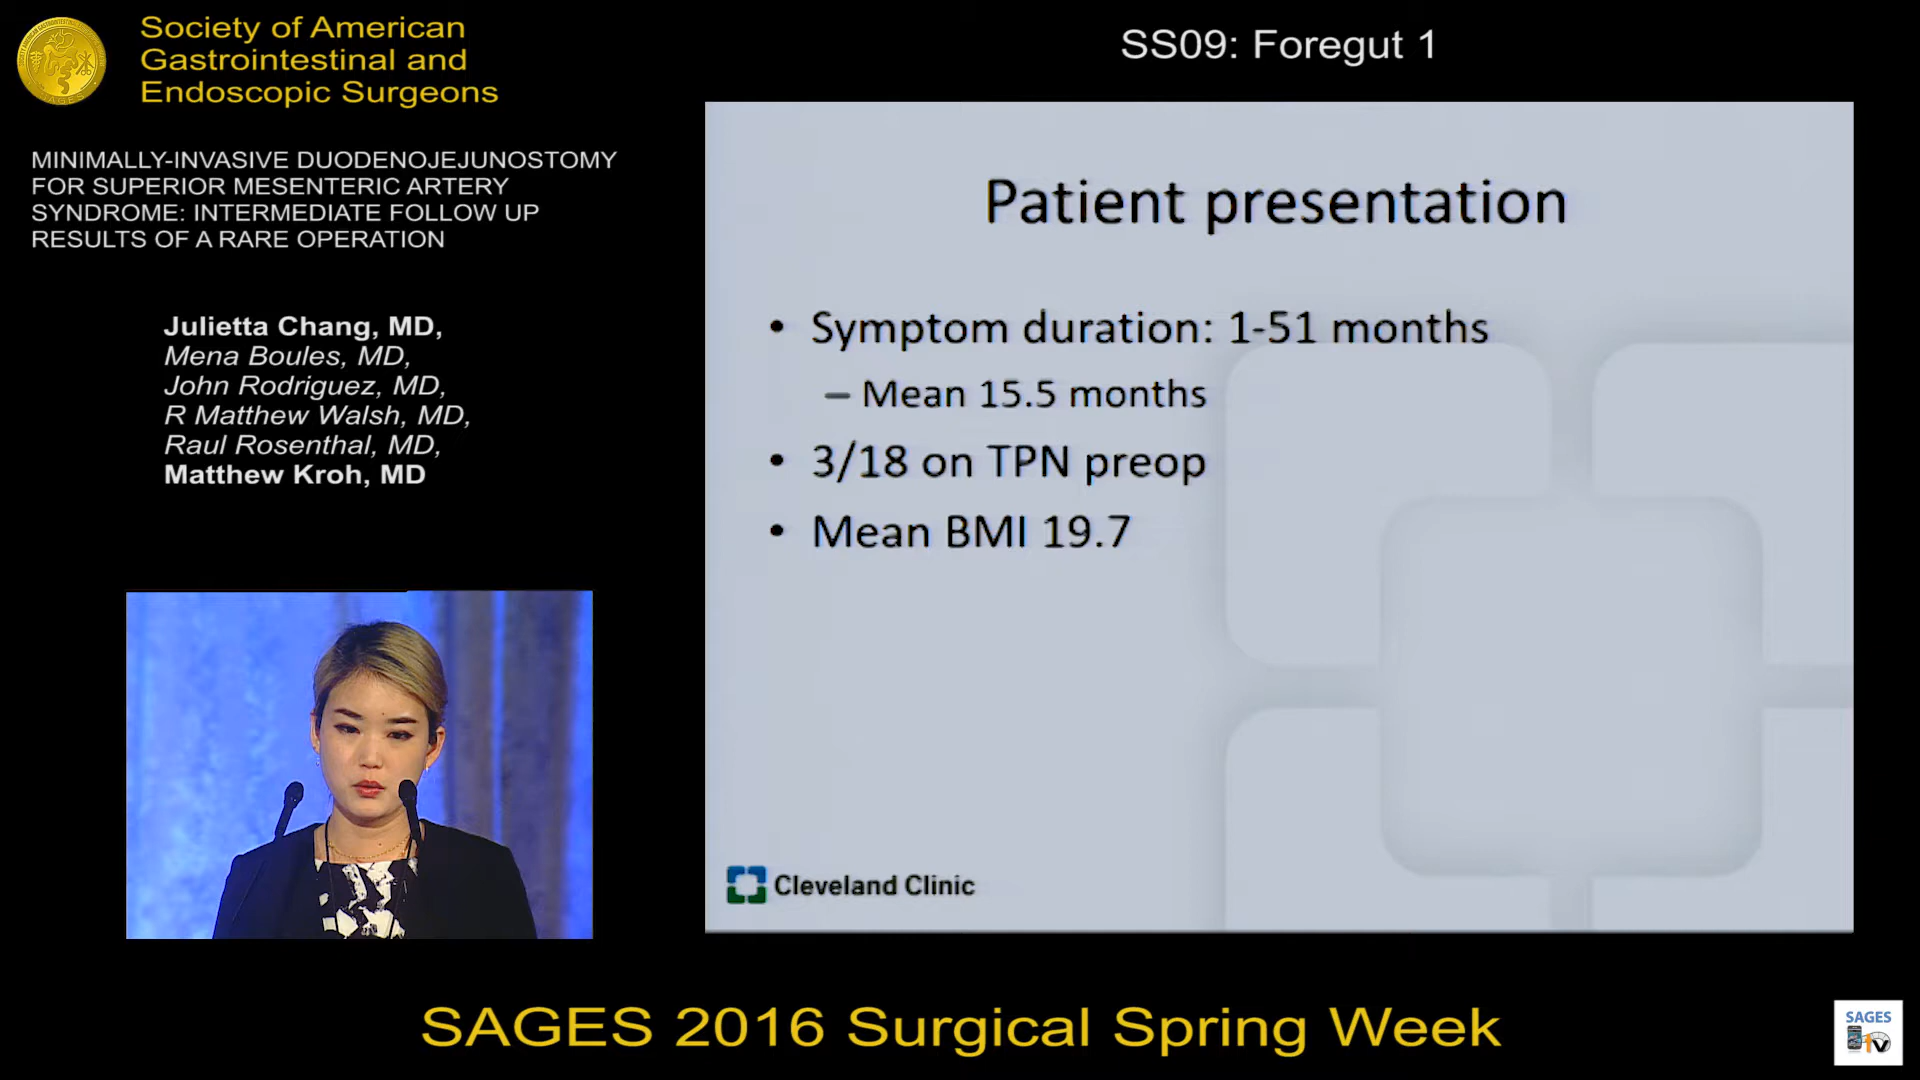 Society of American
Gastrointestinal and
Endoscopic Surgeons
SS09: Foregut 1
MINIMALLY-INVASIVE DUODENOJEJUNOSTOMY
FOR SUPERIOR MESENTERIC ARTERY
SYNDROME: INTERMEDIATE FOLLOW UP
RESULTS OF A RARE OPERATION
Julietta Chang, MD,
Mena Boules, MD,
John Rodriguez, MD,
R Matthew Walsh, MD,
Raul Rosenthal, MD,
Matthew Kroh, MD
Patient presentation
• Symptom duration: 1-51 months
– Mean 15.5 months
• 3/18 on TPN preop
• Mean BMI 19.7
Cleveland Clinic
SAGES 2016 Surgical Spring Week
SAGES
TV